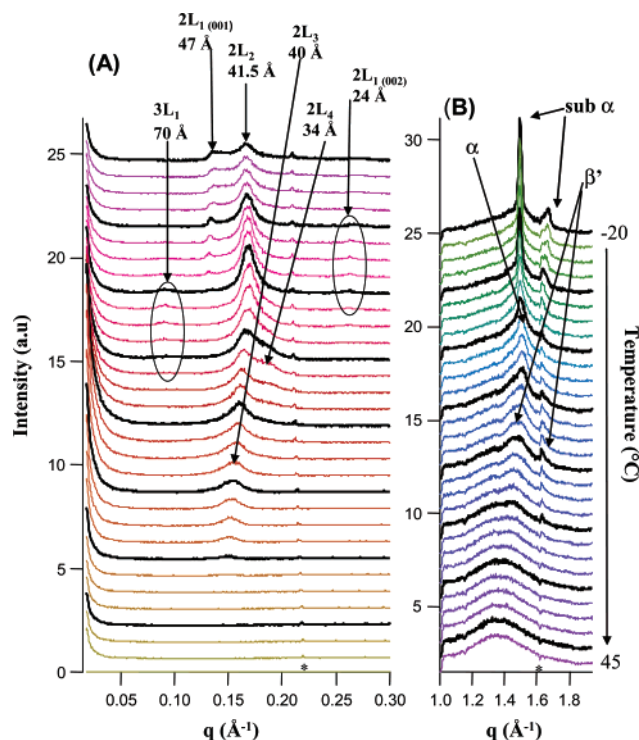 (A)
2L1 (001)
47 Å
2L2
41.5 Å
2L3
40 Å
2L4
34 Å
2L1 (002)
24 Å
3L1
70 Å
Intensity (a.u)
25
20
15
10
5
0
0.05
0.10
0.15
0.20
0.25
0.30
*
q (Å-1)
(B)
sub α
α
β’
-20
Temperature (°C)
45
30
25
20
15
10
5
1.0
1.2
1.4
1.6
1.8
*
q (Å-1)